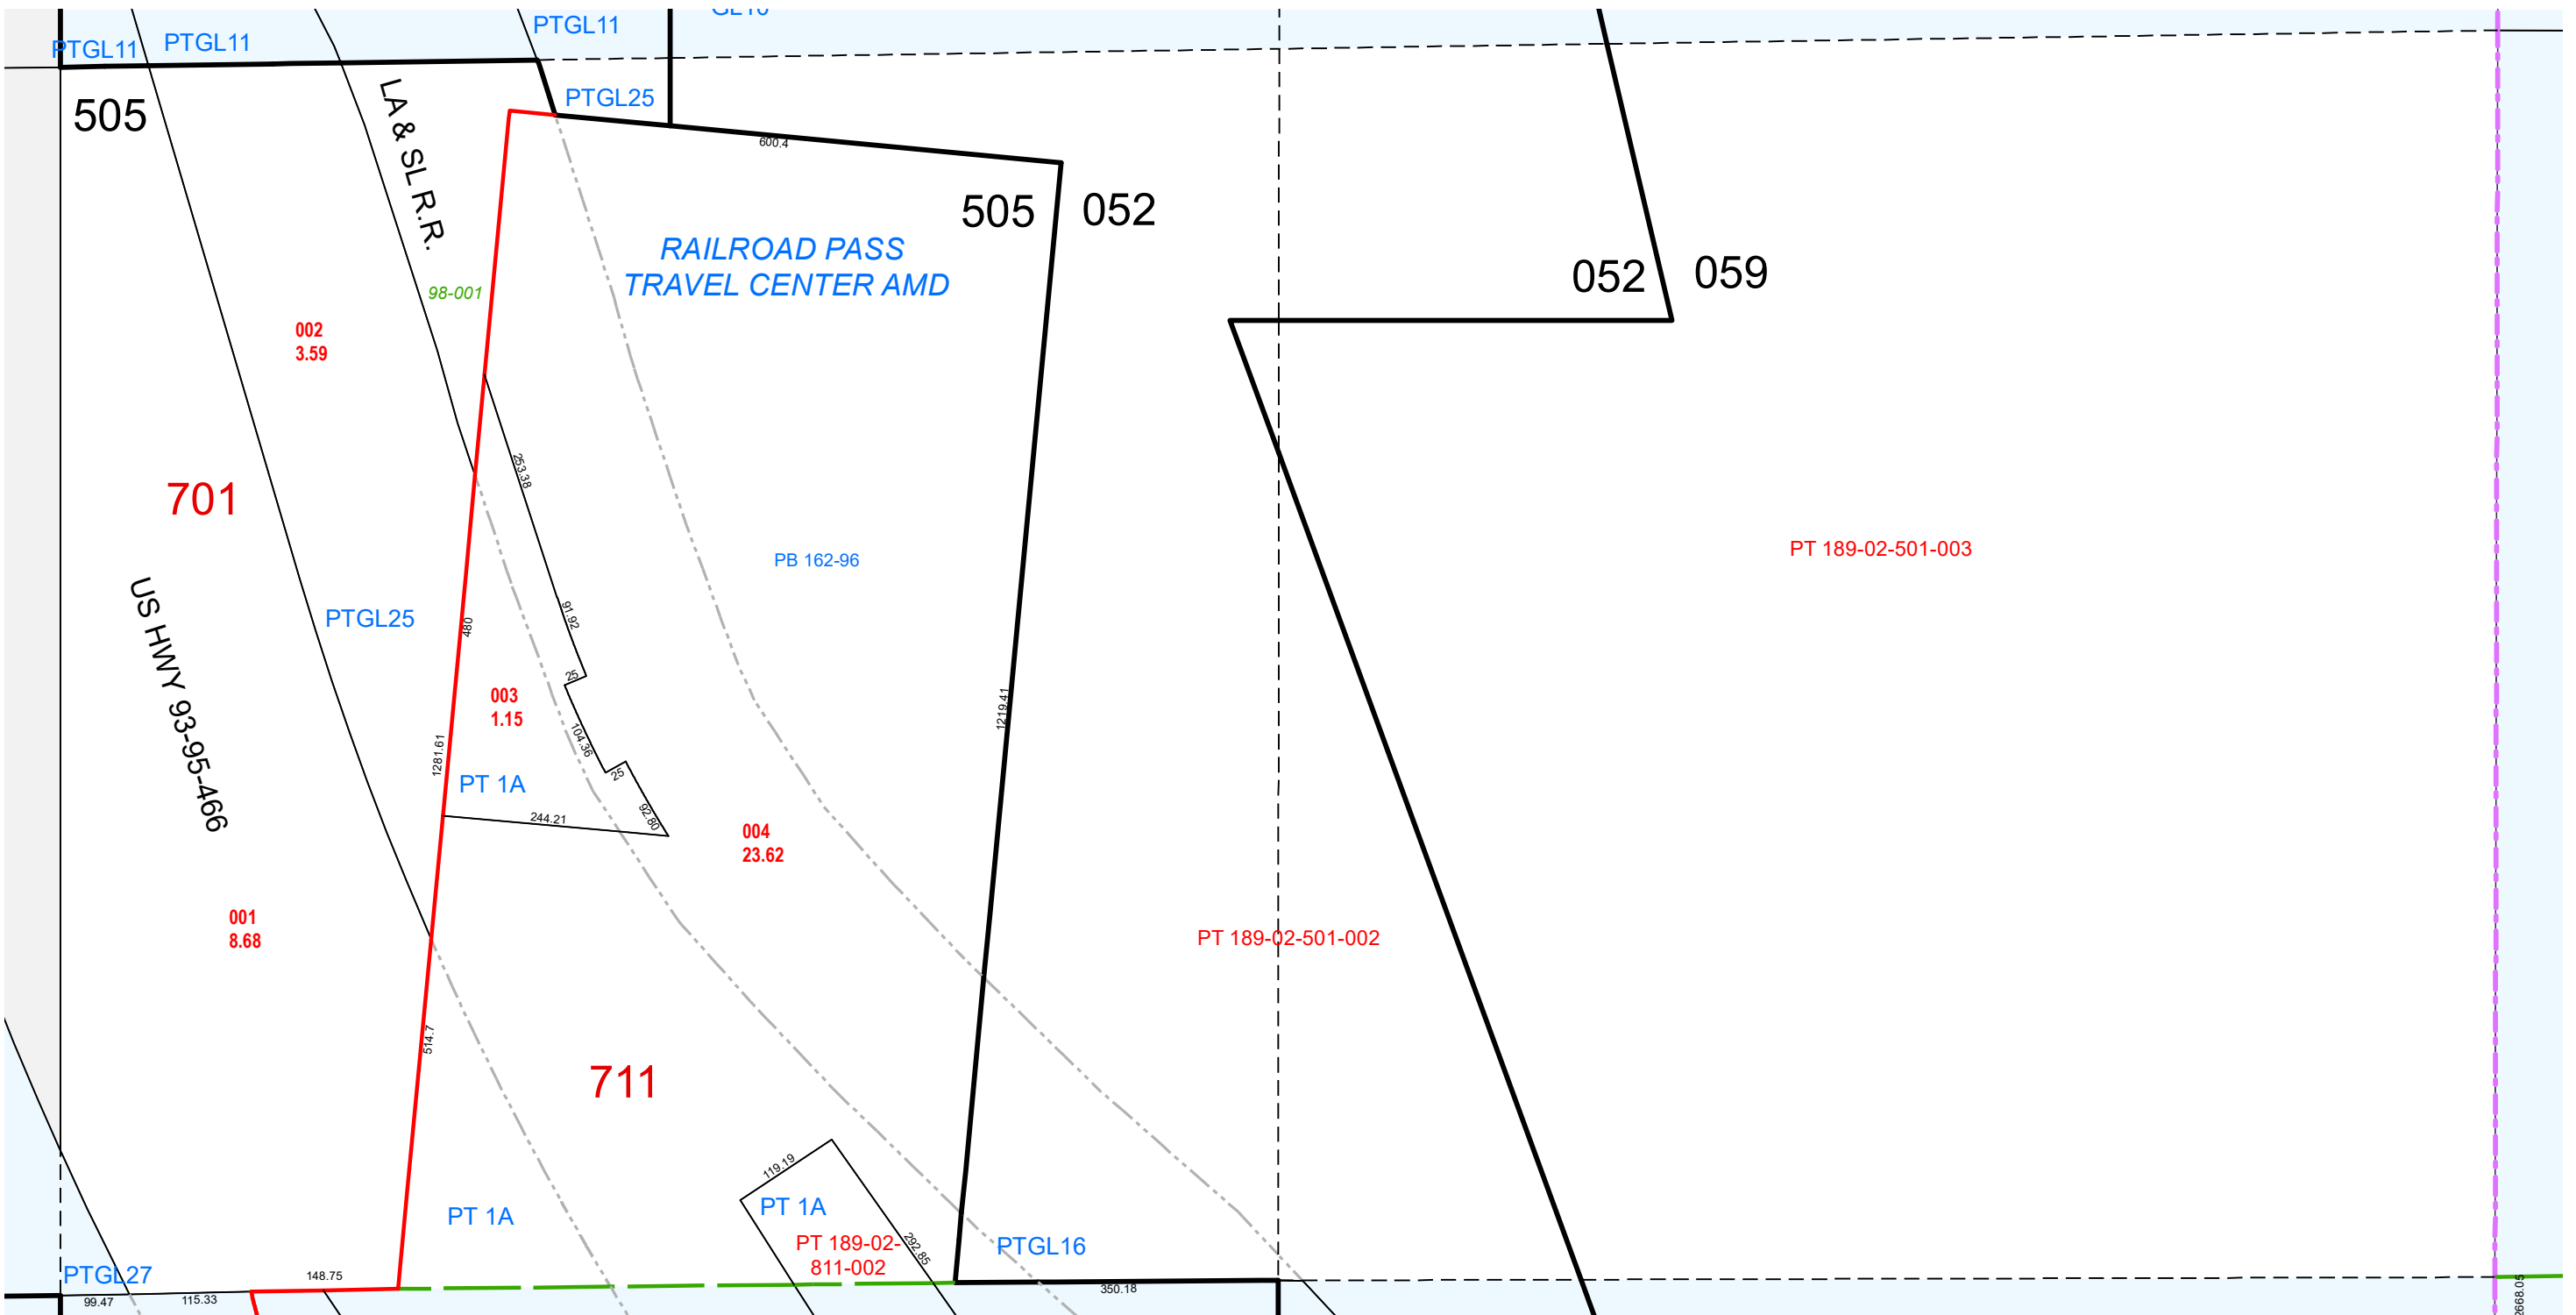 PTGL11
PTGL11
PTGL11
505
LA & SL R.R.
PTGL25
600.4
505
052
RAILROAD PASS
TRAVEL CENTER AMD
052
059
98-001
002
3.59
253.38
701
PB 162-96
PT 189-02-501-003
US HWY 93-95-466
PTGL25
480
91.92
25
003
1.15
1219.41
104.36
1281.61
25
PT 1A
92.80
244.21
004
23.62
001
8.68
PT 189-02-501-002
514.7
711
119.19
PT 1A
PT 1A
PT 189-02-
811-002
292.85
PTGL16
PTGL27
148.75
99.47
115.33
350.18
2668.05